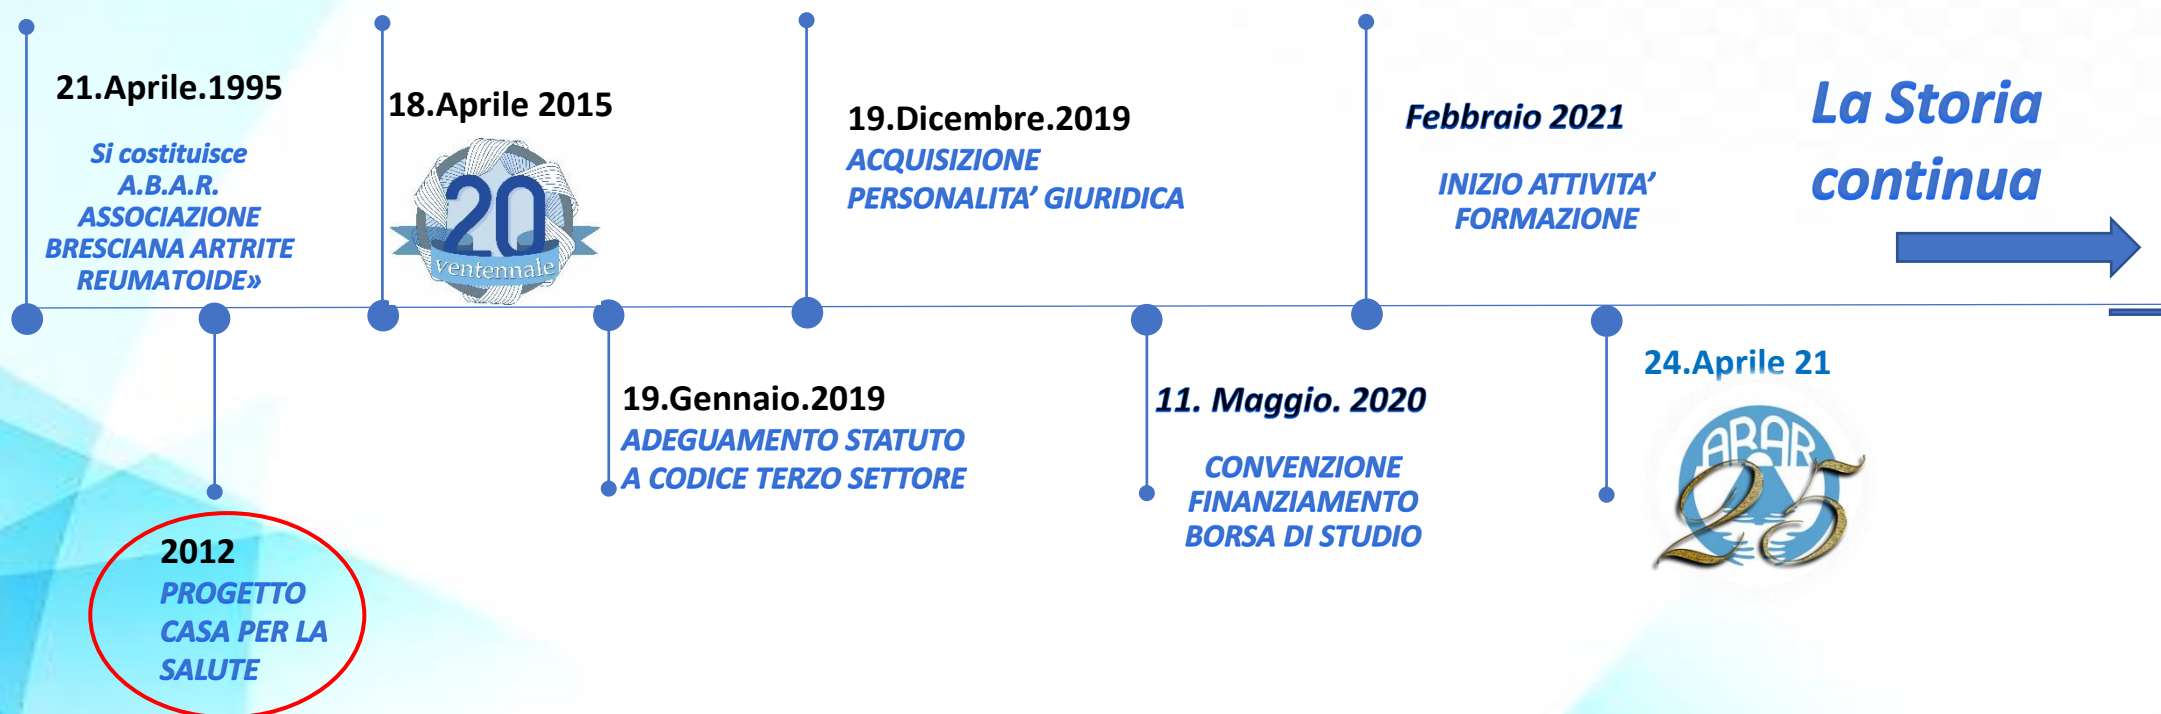 21.Aprile.1995
Si costituisce
A.B.A.R.
ASSOCIAZIONE
BRESCIANA ARTRITE
REUMATOIDE»
2012
PROGETTO
CASA PER LA
SALUTE
18.Aprile 2015
20
ventennale
19.Gennaio.2019
ADEGUAMENTO STATUTO
A CODICE TERZO SETTORE
19.Dicembre.2019
ACQUISIZIONE
PERSONALITA’ GIURIDICA
11. Maggio. 2020
CONVENZIONE
FINANZIAMENTO
BORSA DI STUDIO
Febbraio 2021
INIZIO ATTIVITA’
FORMAZIONE
24.Aprile 21
ABAR
25
La Storia
continua